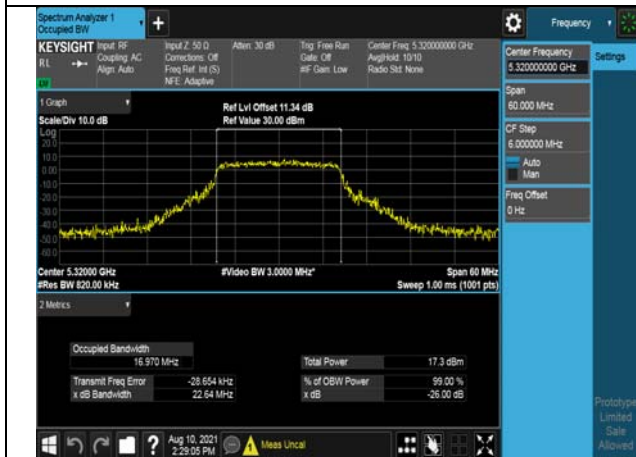 Spectrum Analyzer 1
Occupied BW
+
Frequency
KEYSIGHT
RL
Input: RF
Coupling: AC
Align: Auto
Input Z: 50 Ω
Corrections: Off
Freq Ref: Int (S)
NFE: Adaptive
Atten: 30 dB
Trig: Free Run
Gate: Off
#IF Gain: Low
Center Freq: 5.320000000 GHz
Avg|Hold: 10/10
Radio Std: None
Center Frequency
5.320000000 GHz
Settings
Span
60.000 MHz
CF Step
6.000000 MHz
Auto
Man
Freq Offset
0 Hz
1 Graph
Scale/Div 10.0 dB
Ref Lvl Offset 11.34 dB
Ref Value 30.00 dBm
Log
20.0
10.0
0.00
-10.0
-20.0
-30.0
-40.0
-50.0
-60.0
Center 5.32000 GHz
#Res BW 820.00 kHz
#Video BW 3.0000 MHz*
Span 60 MHz
Sweep 1.00 ms (1001 pts)
2 Metrics
Occupied Bandwidth
16.970 MHz
Total Power 17.3 dBm
Transmit Freq Error -28.654 kHz
% of OBW Power 99.00 %
x dB Bandwidth 22.64 MHz
x dB -26.00 dB
Prototype
Limited
Sale
Allowed
?
Aug 10, 2021
2:29:05 PM
Meas Uncal